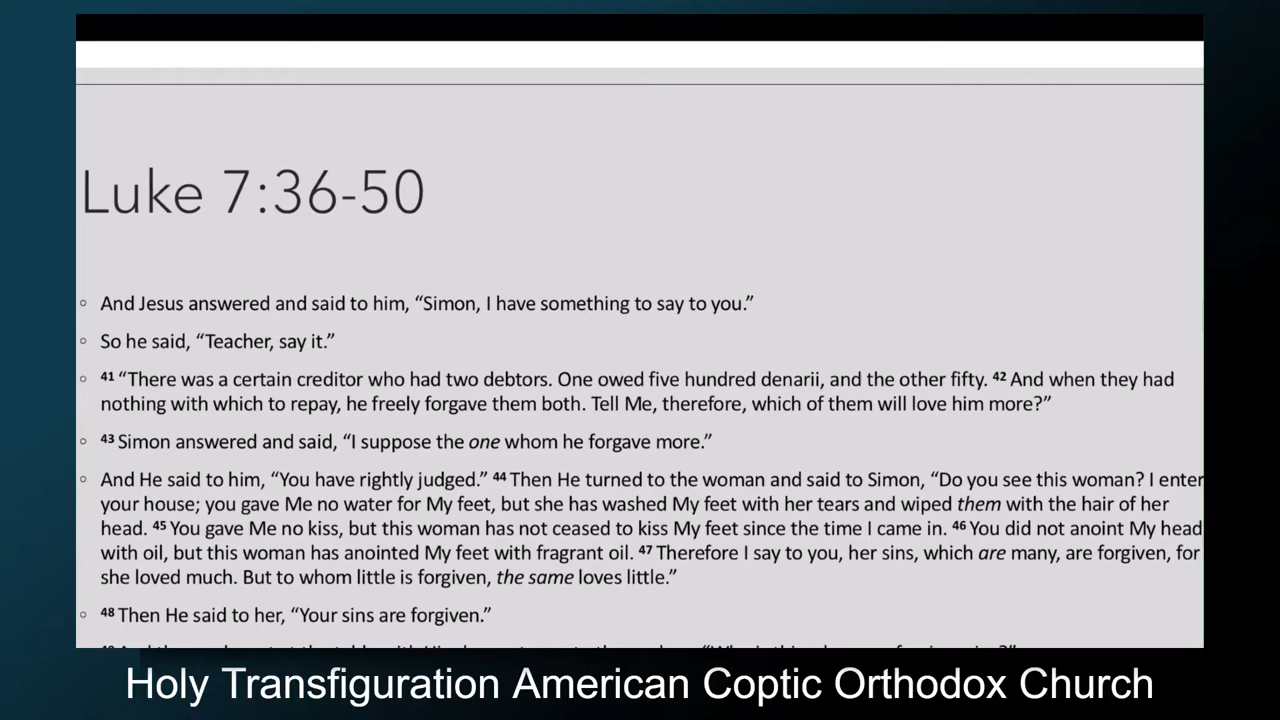 Luke 7:36-50
◦ And Jesus answered and said to him, “Simon, I have something to say to you.”
◦ So he said, “Teacher, say it.”
◦ 41 “There was a certain creditor who had two debtors. One owed five hundred denarii, and the other fifty. 42 And when they had
nothing with which to repay, he freely forgave them both. Tell Me, therefore, which of them will love him more?”
◦ 43 Simon answered and said, “I suppose the one whom he forgave more.”
◦ And He said to him, “You have rightly judged.” 44 Then He turned to the woman and said to Simon, “Do you see this woman? I enter
your house; you gave Me no water for My feet, but she has washed My feet with her tears and wiped them with the hair of her
head. 45 You gave Me no kiss, but this woman has not ceased to kiss My feet since the time I came in. 46 You did not anoint My head
with oil, but this woman has anointed My feet with fragrant oil. 47 Therefore I say to you, her sins, which are many, are forgiven, for
she loved much. But to whom little is forgiven, the same loves little.”
◦ 48 Then He said to her, “Your sins are forgiven.”
Holy Transfiguration American Coptic Orthodox Church